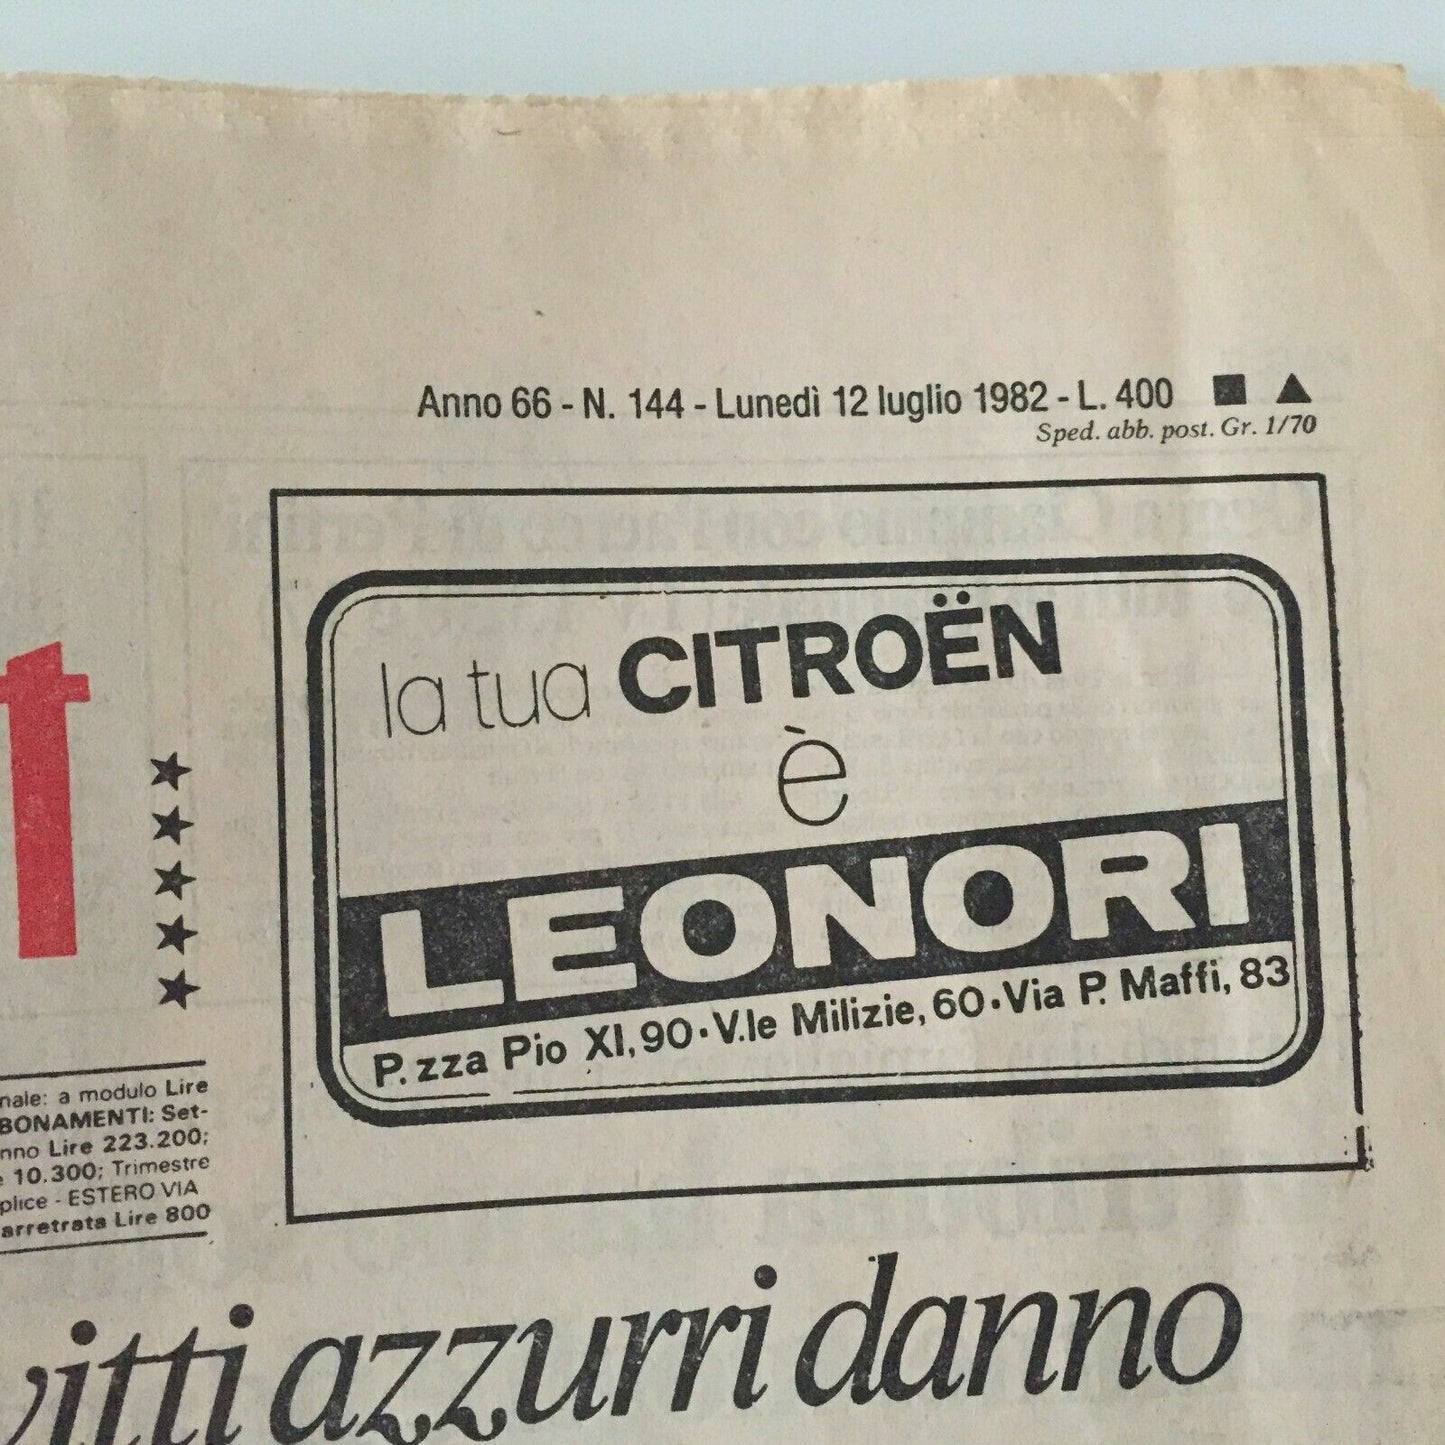 Anno 66 - N. 144 - Lunedì 12 luglio 1982 - L. 400
Sped. abb. post. Gr. 1/70
t
la tua CITROËN
è
LEONORI
P.zza Pio XI, 90 · V.le Milizie, 60 · Via P. Maffi, 83
nale: a modulo Lire
BONAMENTI: Set-
nno Lire 223.200;
e 10.300; Trimestre
plice - ESTERO VIA
arretrata Lire 800
vitti azzurri danno